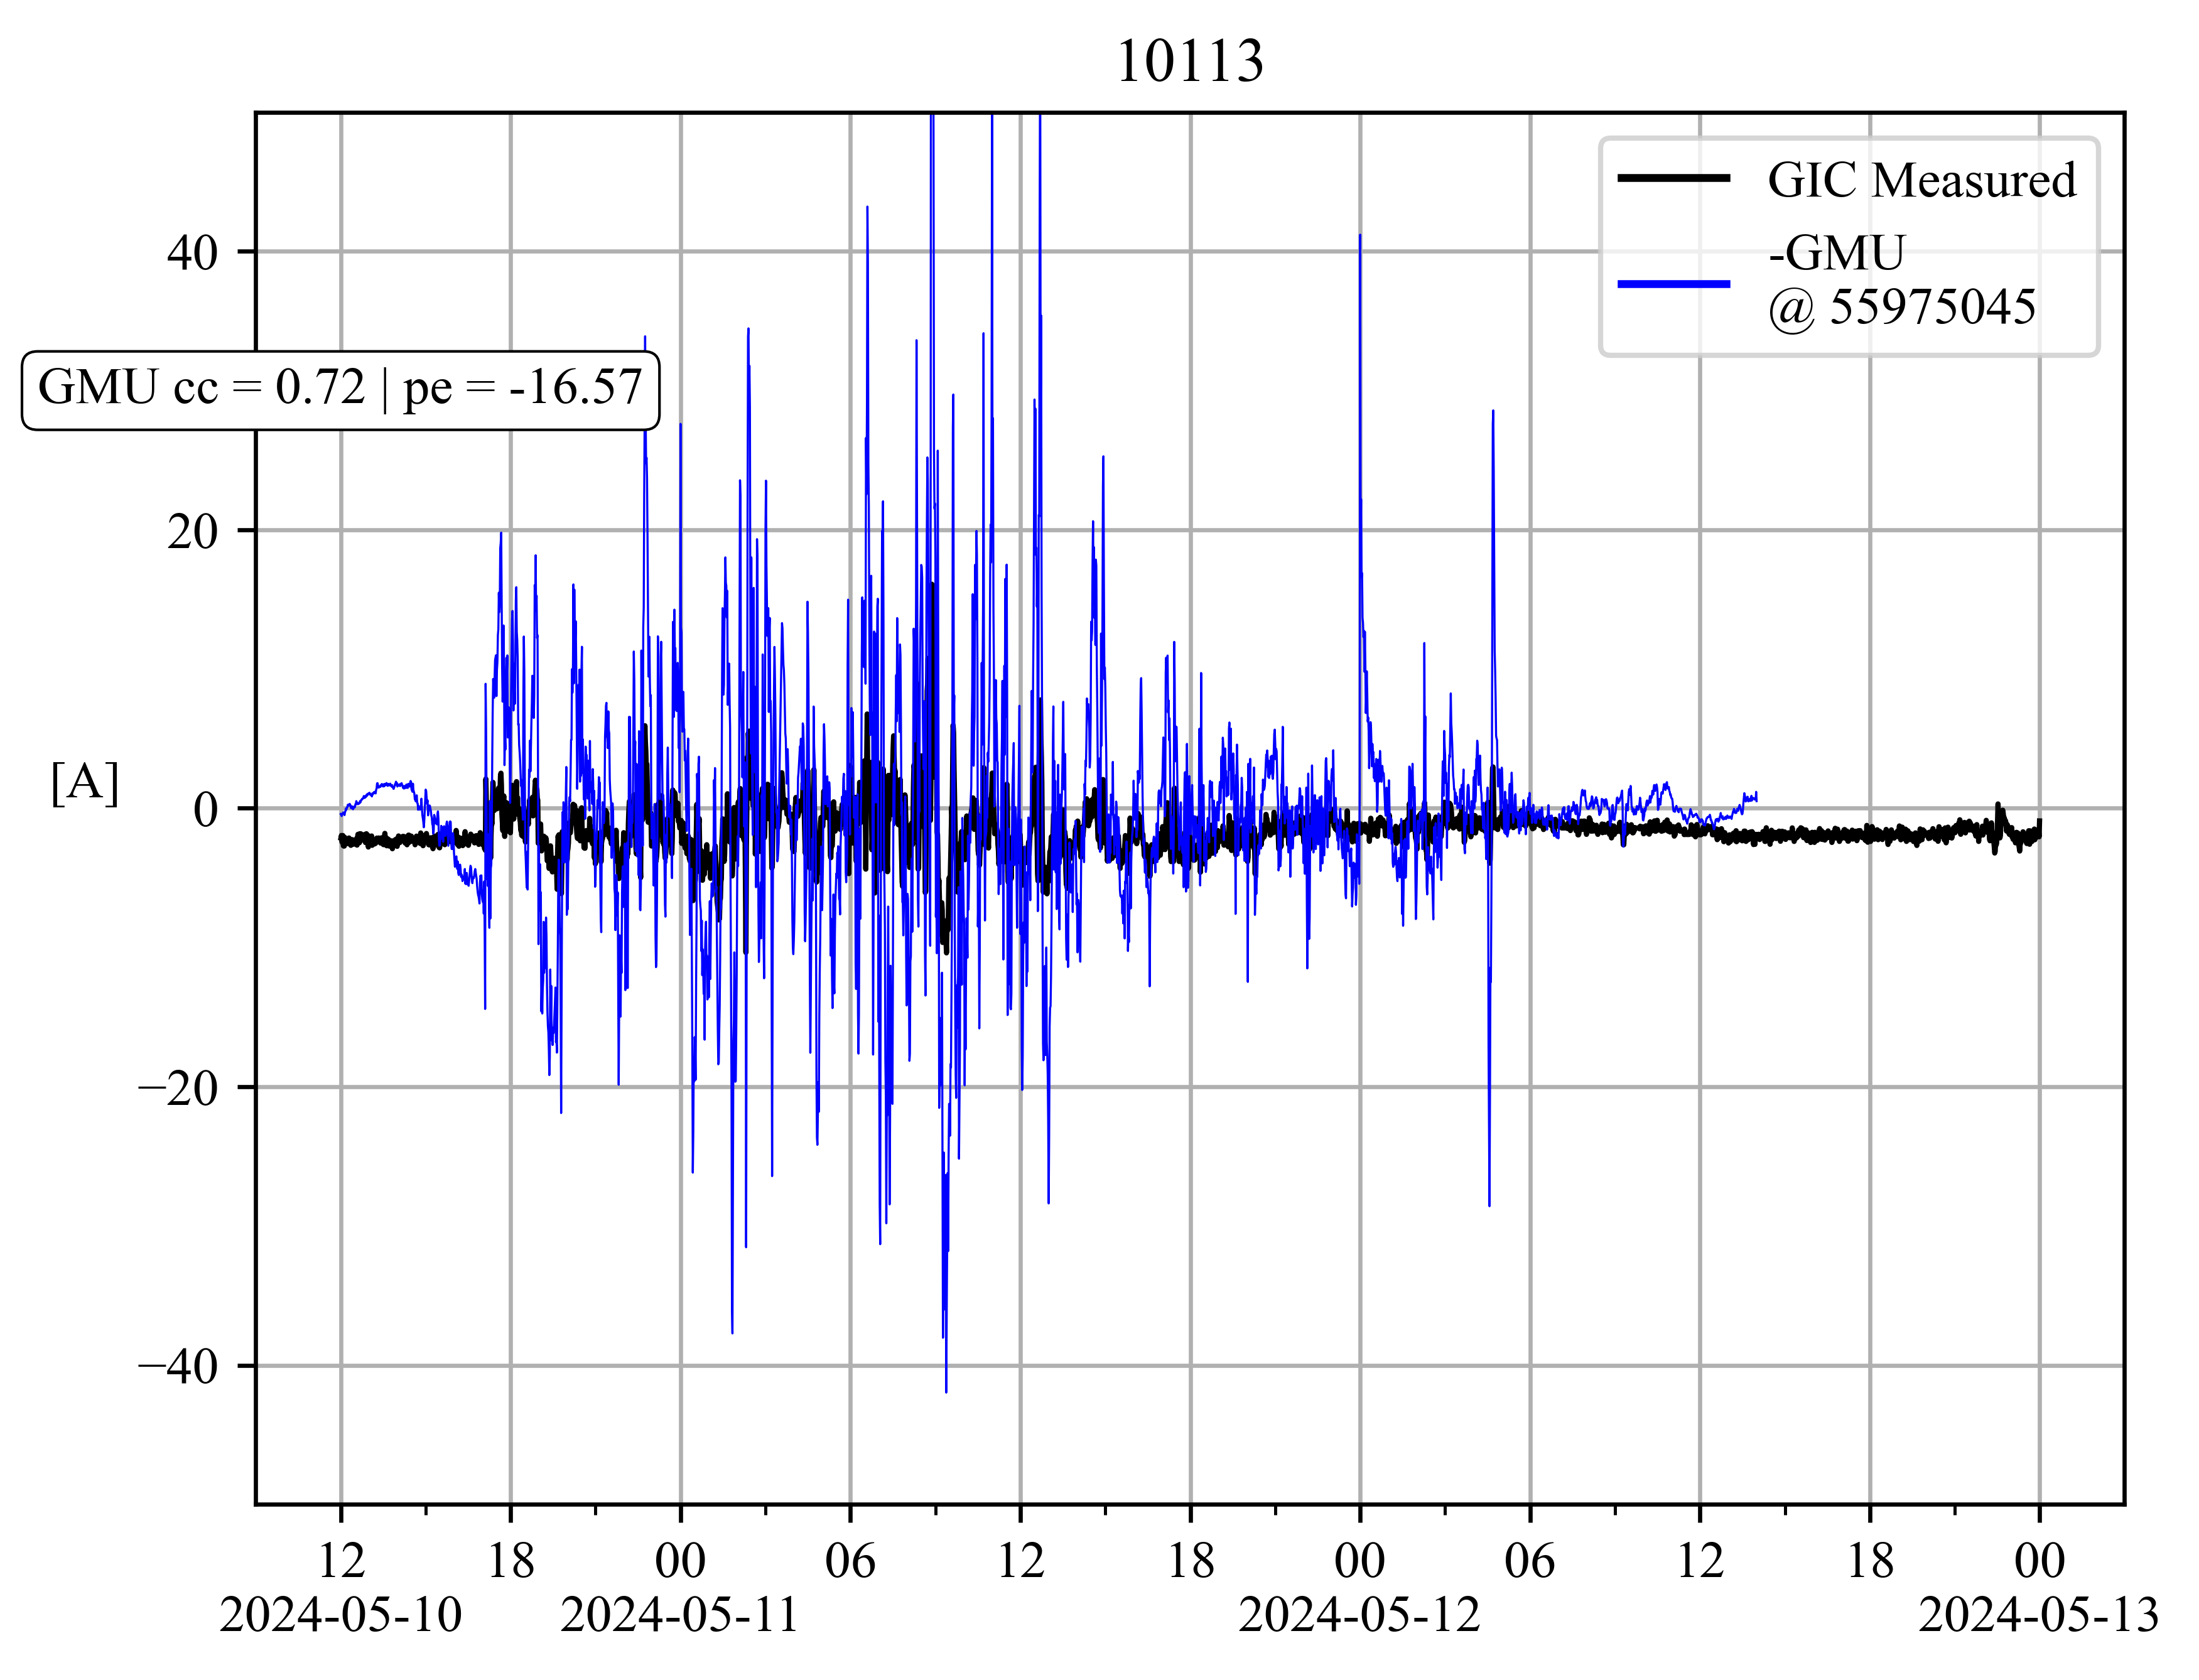 10113
GIC Measured
-GMU
@ 55975045
GMU cc = 0.72 | pe = -16.57
[A]
40
20
0
−20
−40
12 18 00 06 12 18 00 06 12 18 00
2024-05-10 2024-05-11 2024-05-12 2024-05-13